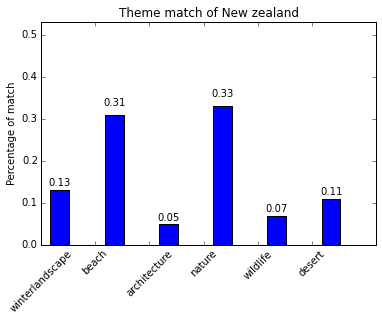 Theme match of New zealand
Percentage of match
0.5
0.4
0.3
0.2
0.1
0.0
0.13
0.31
0.05
0.33
0.07
0.11
winterlandscape
beach
architecture
nature
wildlife
desert